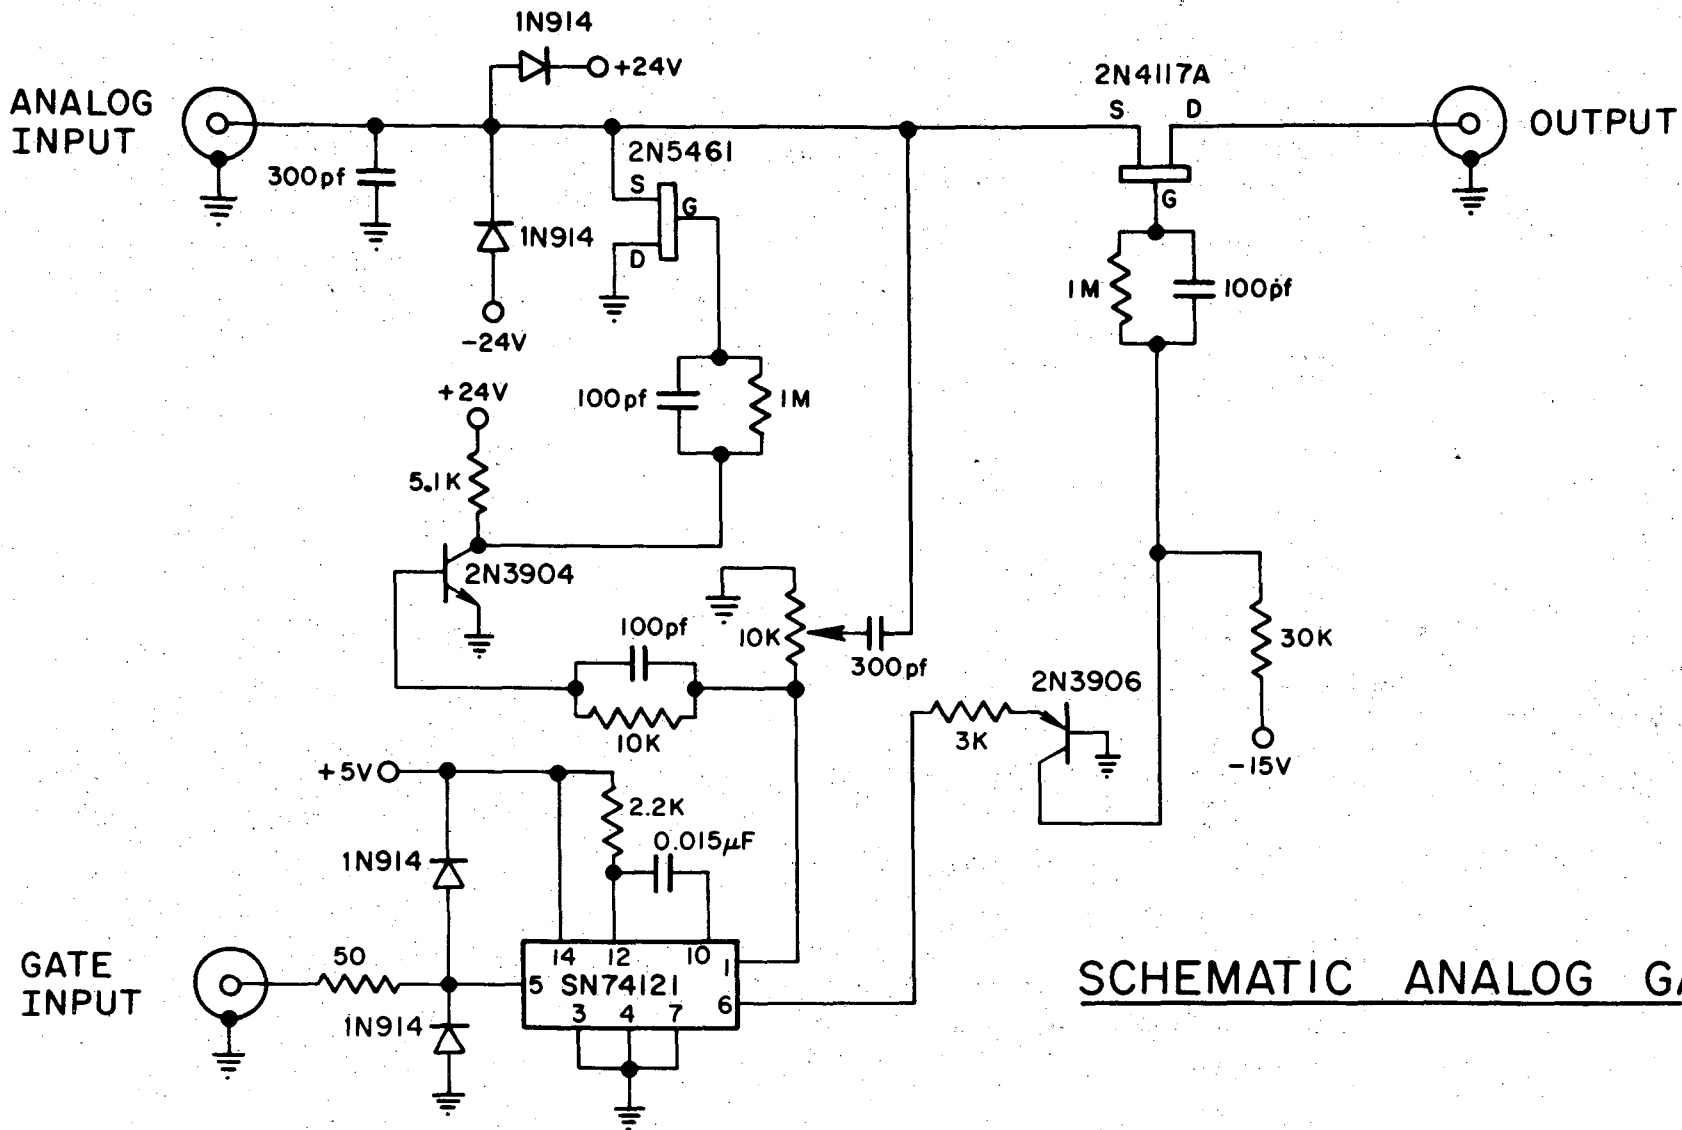 1N914
+24V
2N4117A
S D
ANALOG
INPUT
OUTPUT
2N5461
300pf
S
G
G
1N914
D
1M
100pf
-24V
+24V
100pf
1M
5.1K
2N3904
100pf
10K
300pf
30K
2N3906
10K
3K
+5V
-15V
2.2K
0.015µF
1N914
GATE
INPUT
50
14 12 10
1
5 SN74121
6
1N914
3 4 7
SCHEMATIC ANALOG GA